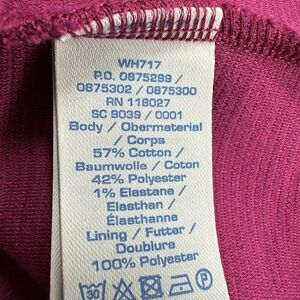 WH717
P.O. 0875299 /
0875302 / 0875300
RN 118027
SC 9039 / 0001
Body / Obermaterial
/ Corps
57% Cotton /
Baumwolle / Coton
42% Polyester
1% Elastane /
Elasthan /
Élasthanne
Lining / Futter /
Doublure
100% Polyester
30
P